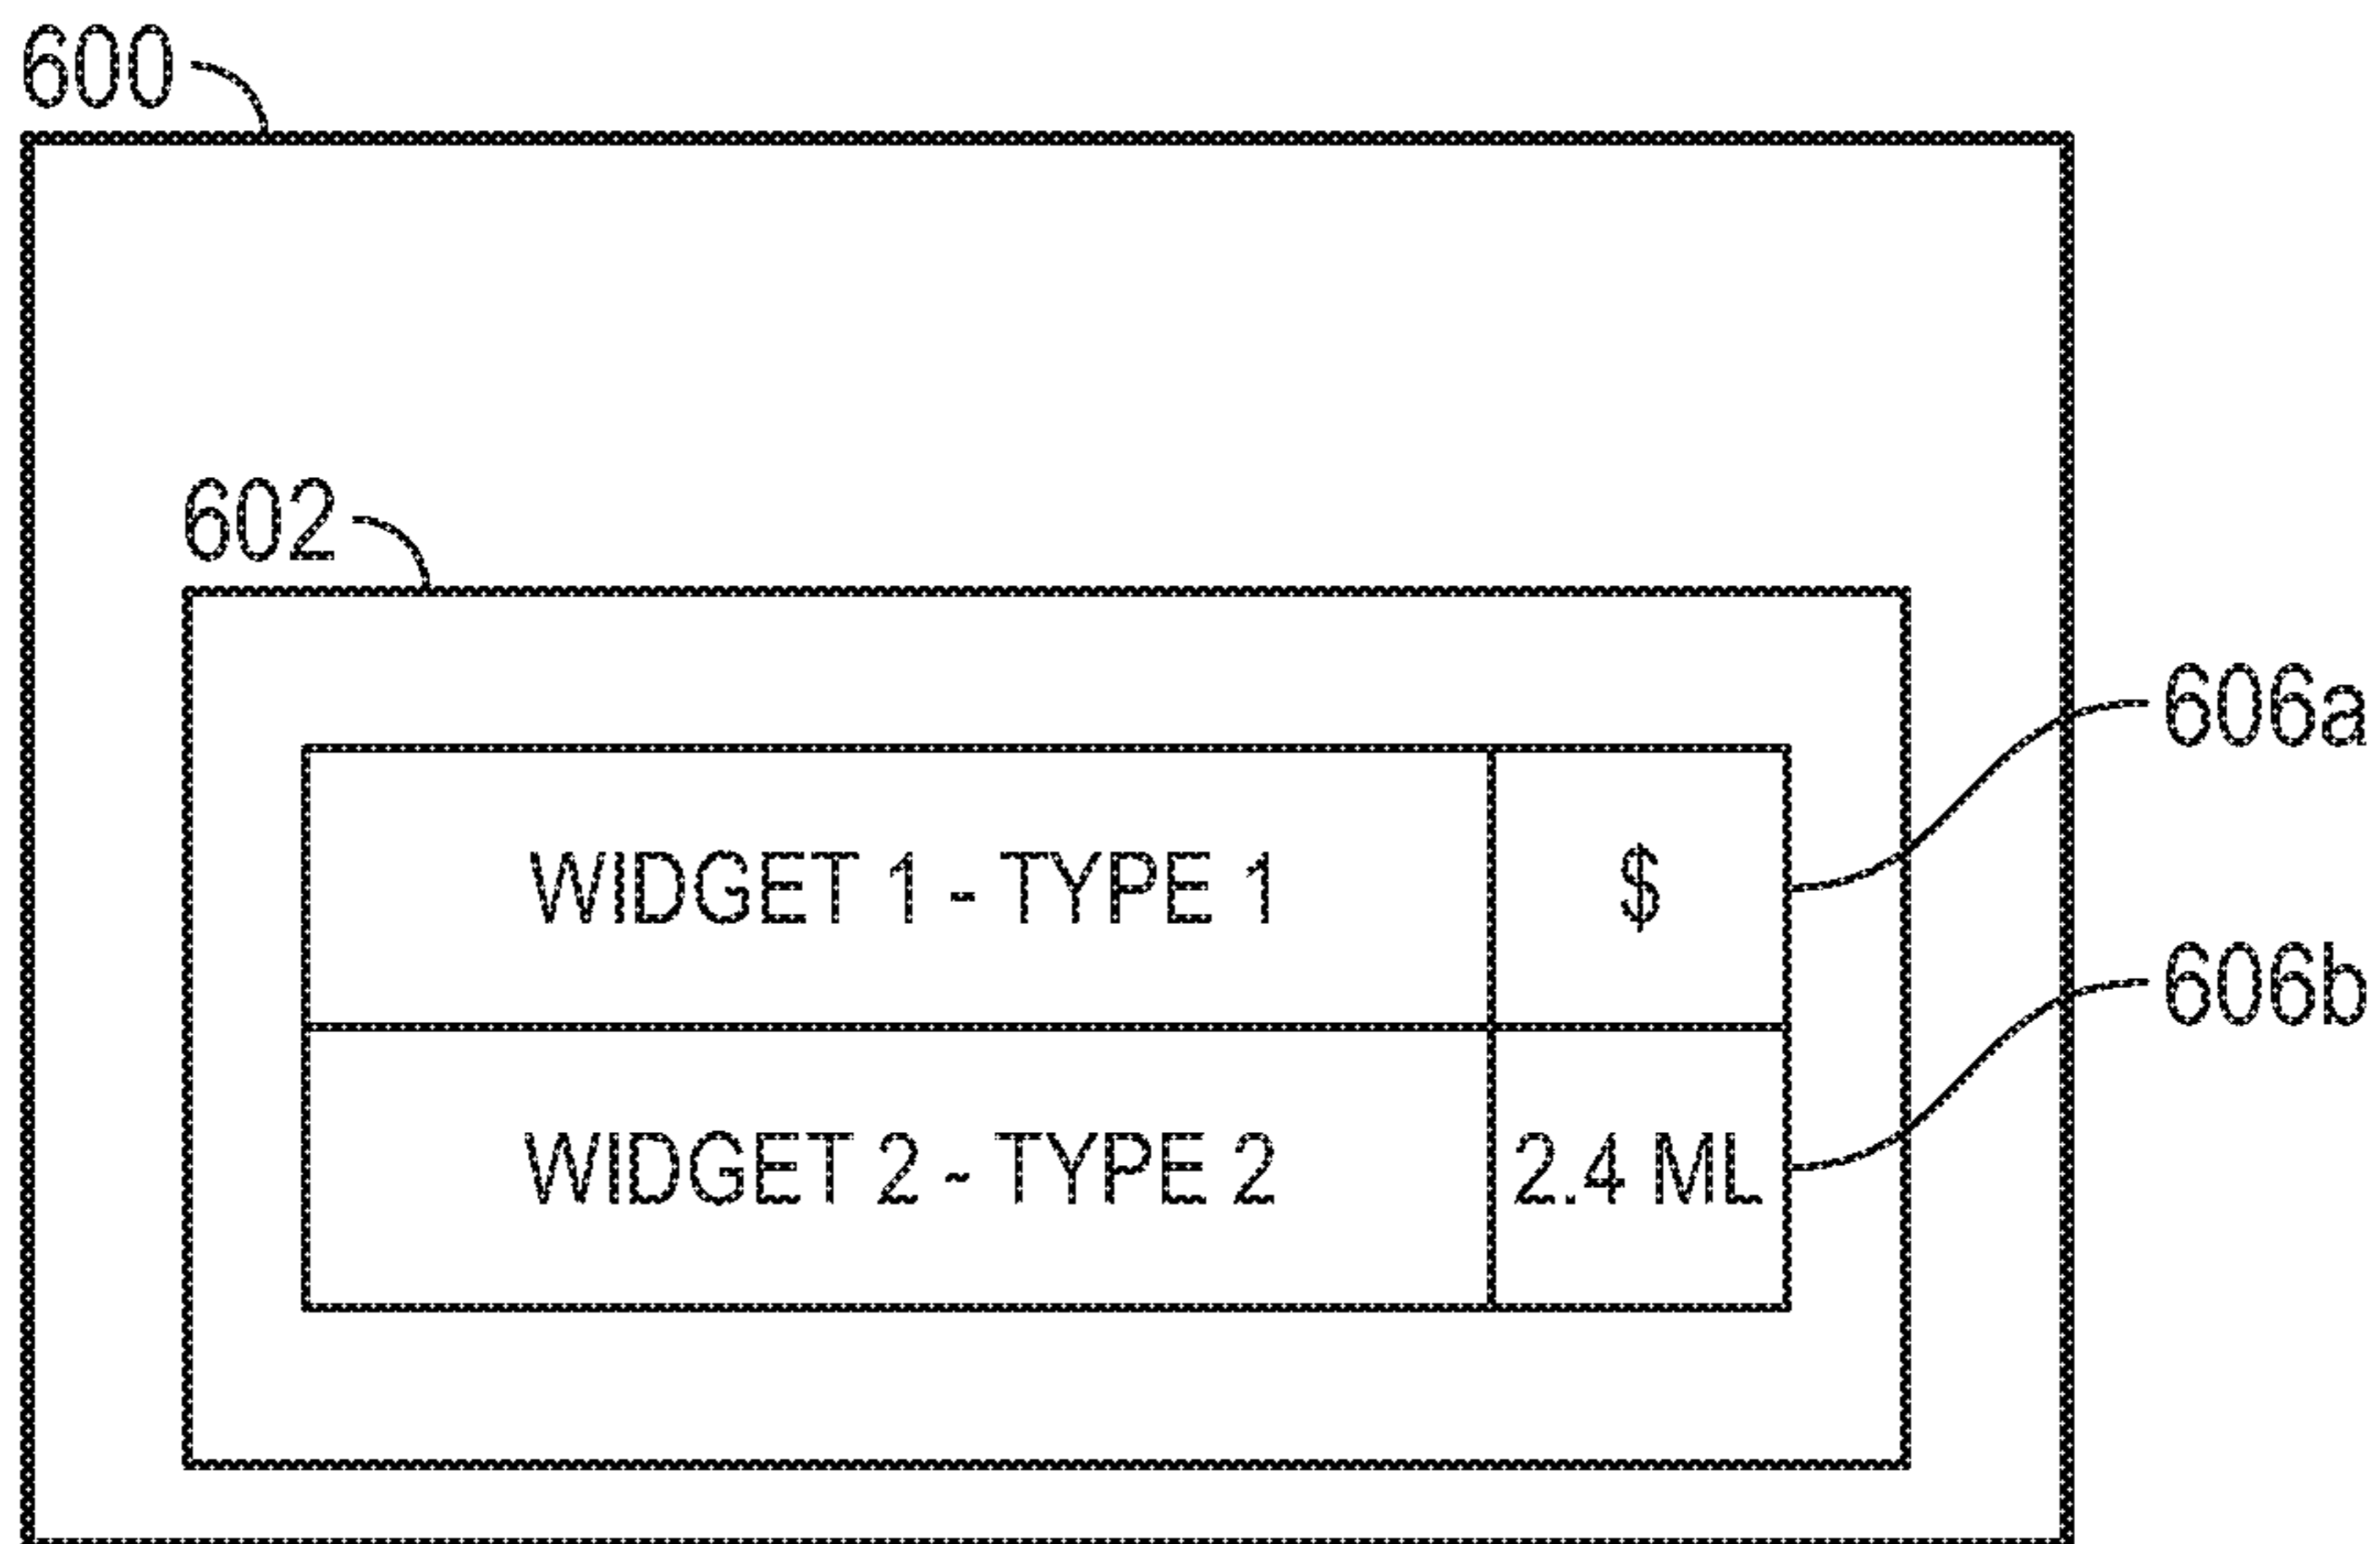 600
602
606a
WIDGET 1 - TYPE 1 $
606b
WIDGET 2 - TYPE 2 2.4 ML